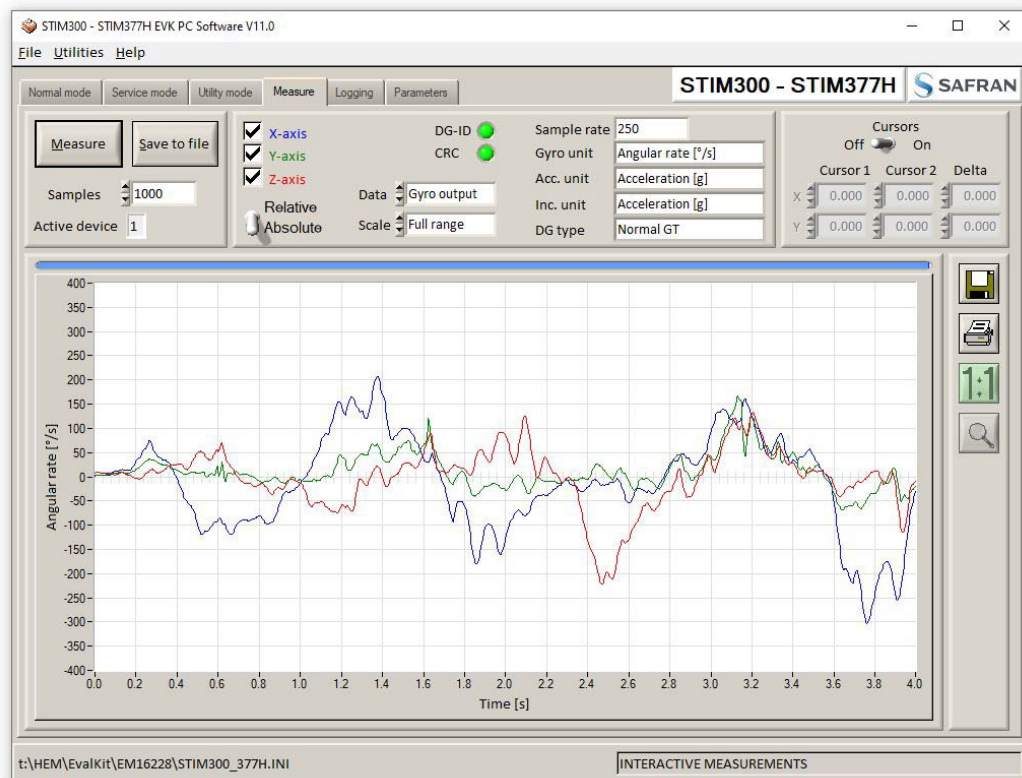 STIM300 - STIM377H EVK PC Software V11.0
File Utilities Help
Normal mode Service mode Utility mode Measure Logging Parameters
STIM300 - STIM377H SAFRAN
Measure Save to file
Samples 1000
Active device 1
X-axis
Y-axis
Z-axis
Relative
Absolute
DG-ID
CRC
Data Gyro output
Scale Full range
Sample rate 250
Gyro unit Angular rate [°/s]
Acc. unit Acceleration [g]
Inc. unit Acceleration [g]
DG type Normal GT
Cursors
Off On
Cursor 1 Cursor 2 Delta
X 0.000 0.000 0.000
Y 0.000 0.000 0.000
400
350
300
250
200
150
100
50
0
-50
-100
-150
-200
-250
-300
-350
-400
Angular rate [°/s]
0.0 0.2 0.4 0.6 0.8 1.0 1.2 1.4 1.6 1.8 2.0 2.2 2.4 2.6 2.8 3.0 3.2 3.4 3.6 3.8 4.0
Time [s]
1:1
t:\HEM\EvalKit\EM16228\STIM300_377H.INI
INTERACTIVE MEASUREMENTS